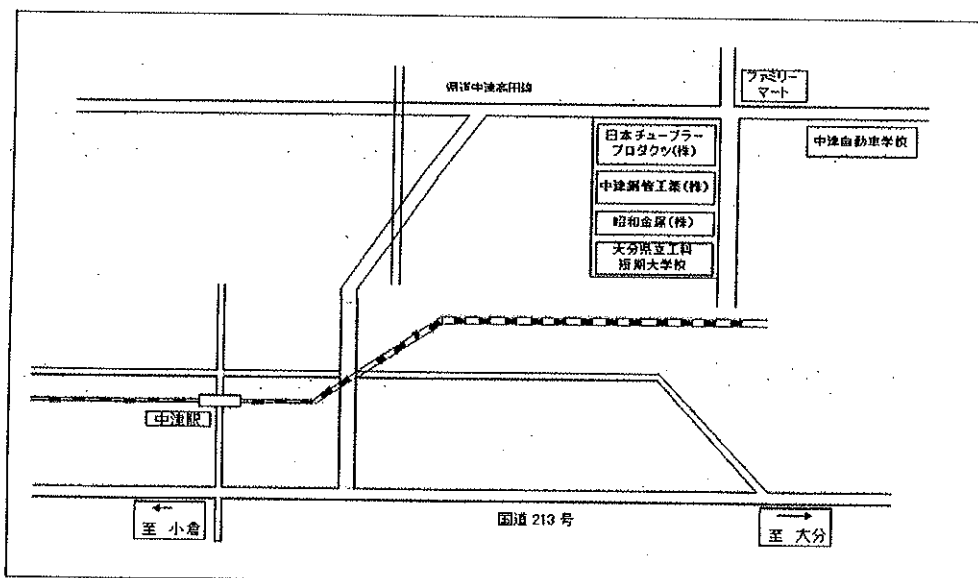 県道中津高田線
ファミリー
マート
日本チューブラー
プロダクツ(株)
中津自動車学校
中津鋼管工業(株)
昭和金属(株)
大分県立工科
短期大学校
中津駅
←
至 小倉
国道 213 号
→
至 大分